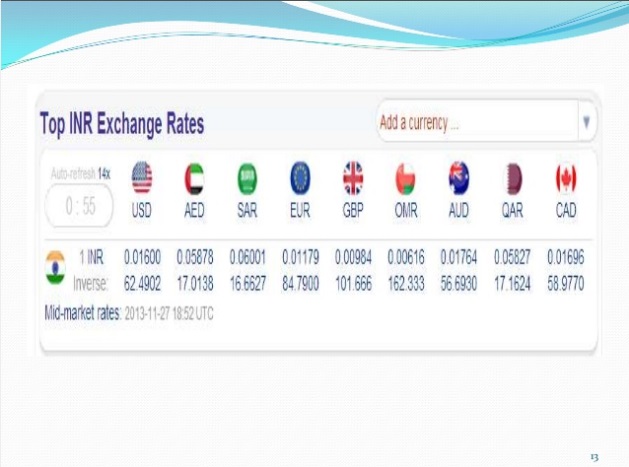 Top INR Exchange Rates
Add a currency ...
Auto-refresh 14x
0 : 55
USD AED SAR EUR GBP OMR AUD QAR CAD
1 INR 0.01600 0.05878 0.06001 0.01179 0.00984 0.00616 0.01764 0.05827 0.01696
Inverse: 62.4902 17.0138 16.6627 84.7900 101.666 162.333 56.6930 17.1624 58.9770
Mid-market rates: 2013-11-27 18:52 UTC
13